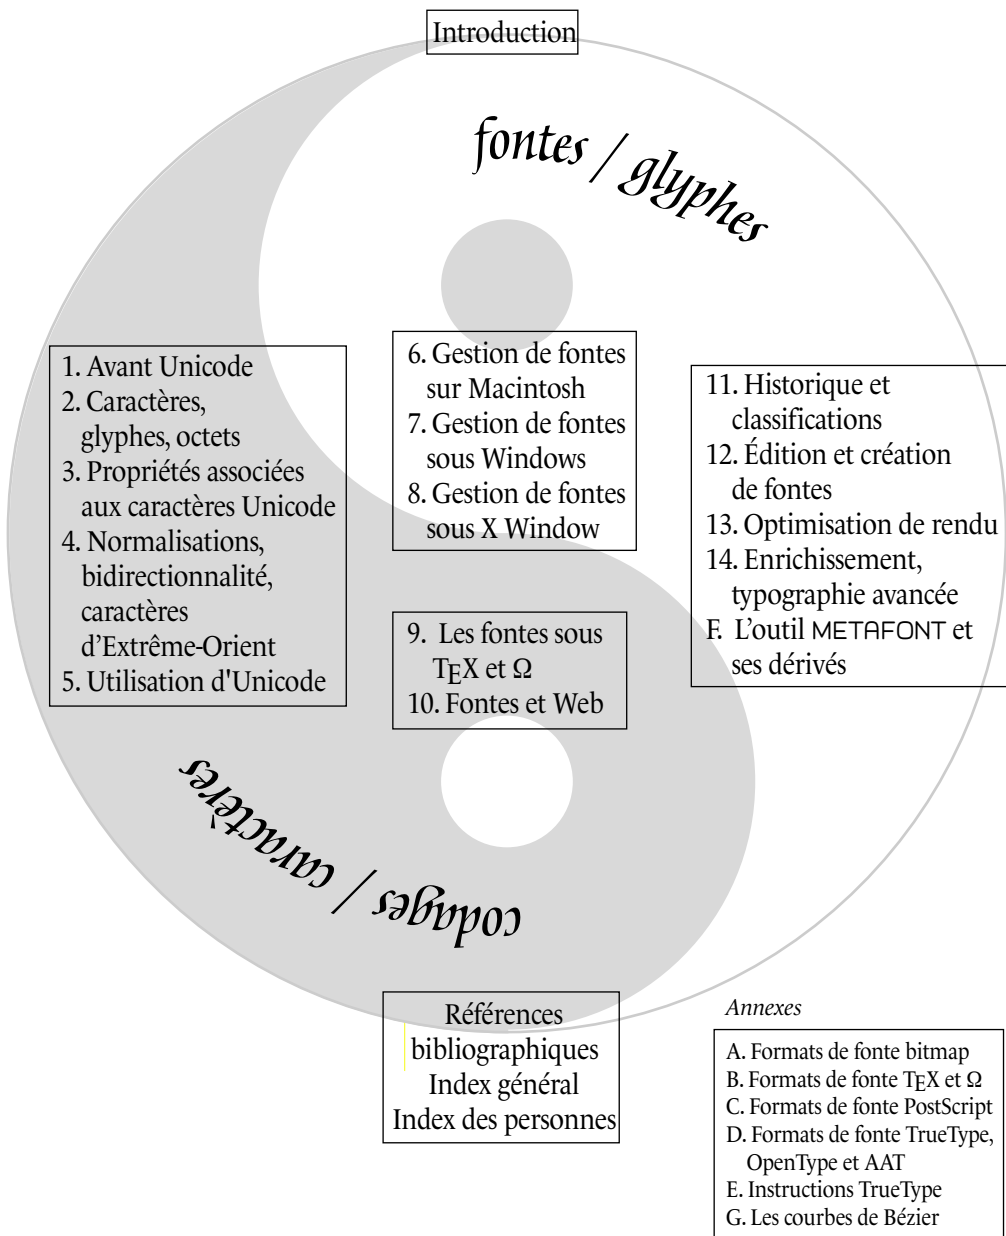 Introduction
fontes / glyphes
1. Avant Unicode
2. Caractères,
glyphes, octets
3. Propriétés associées
aux caractères Unicode
4. Normalisations,
bidirectionnalité,
caractères
d’Extrême-Orient
5. Utilisation d'Unicode
6. Gestion de fontes
sur Macintosh
7. Gestion de fontes
sous Windows
8. Gestion de fontes
sous X Window
9. Les fontes sous
TEX et Ω
10. Fontes et Web
11. Historique et
classifications
12. Édition et création
de fontes
13. Optimisation de rendu
14. Enrichissement,
typographie avancée
F. L’outil METAFONT et
ses dérivés
codages / caractères
Références
bibliographiques
Index général
Index des personnes
Annexes
A. Formats de fonte bitmap
B. Formats de fonte TEX et Ω
C. Formats de fonte PostScript
D. Formats de fonte TrueType,
OpenType et AAT
E. Instructions TrueType
G. Les courbes de Bézier